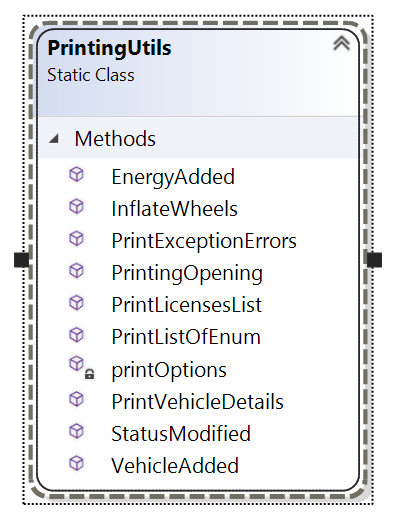 PrintingUtils
Static Class
Methods
EnergyAdded
InflateWheels
PrintExceptionErrors
PrintingOpening
PrintLicensesList
PrintListOfEnum
printOptions
PrintVehicleDetails
StatusModified
VehicleAdded